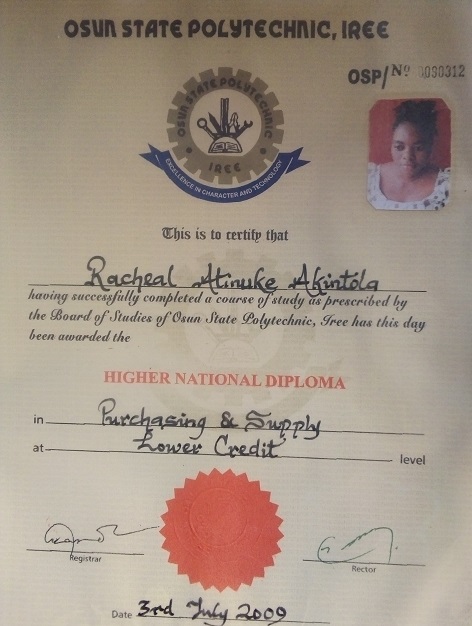 OSUN STATE POLYTECHNIC, IREE
OSP/Nº 0030312
OSUN STATE POLYTECHNIC
IREE
EXCELLENCE IN CHARACTER AND TECHNOLOGY
This is to certify that
Racheal Atinuke Akintola
having successfully completed a course of study as prescribed by
the Board of Studies of Osun State Polytechnic, Iree has this day
been awarded the
HIGHER NATIONAL DIPLOMA
in Purchasing & Supply
at Lower Credit level
Registrar
Rector
Date 3rd July 2009